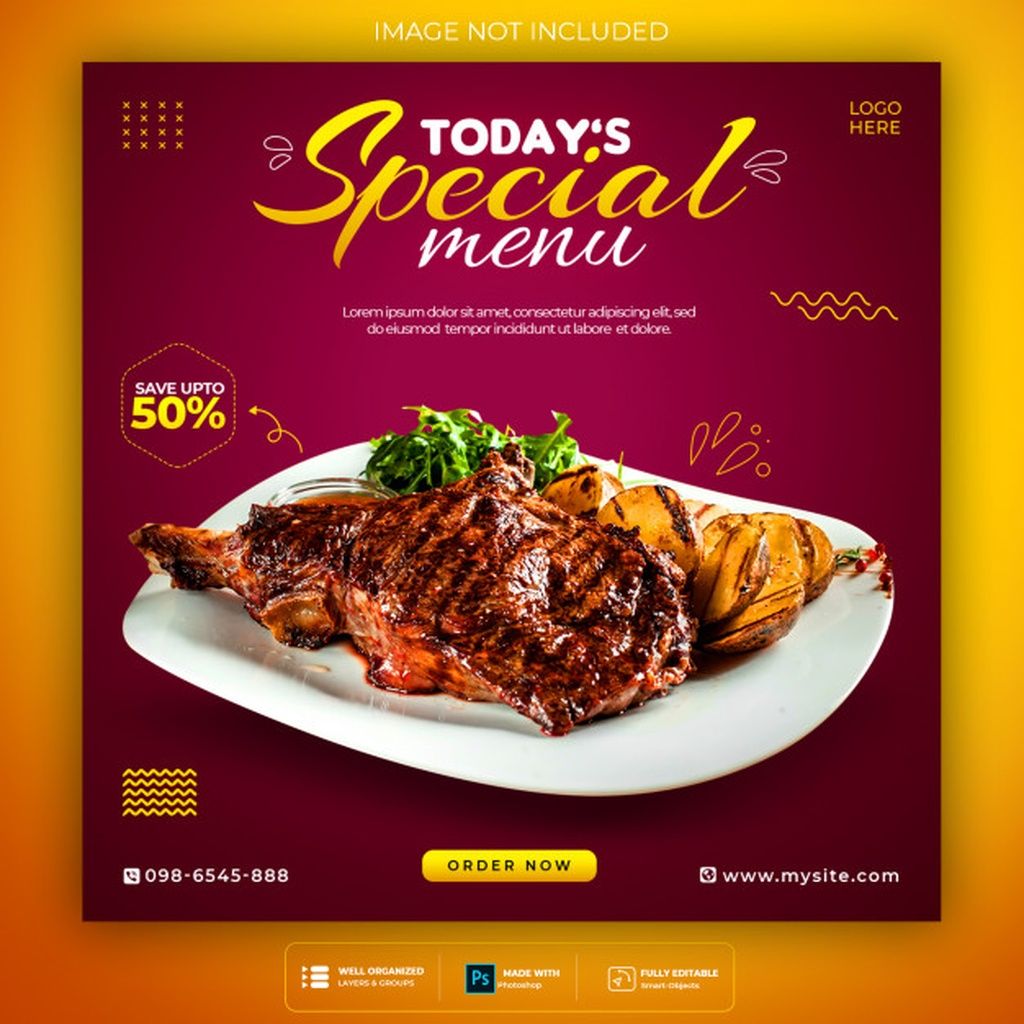 IMAGE NOT INCLUDED
LOGO
HERE
TODAY‘S
Special
menu
Lorem ipsum dolor sit amet, consectetur adipiscing elit, sed
do eiusmod tempor incididunt ut labore et dolore.
SAVE UPTO
50%
098-6545-888
ORDER NOW
www.mysite.com
WELL ORGANIZED
LAYERS & GROUPS
Ps
MADE WITH
Photoshop
FULLY EDITABLE
Smart-Objects